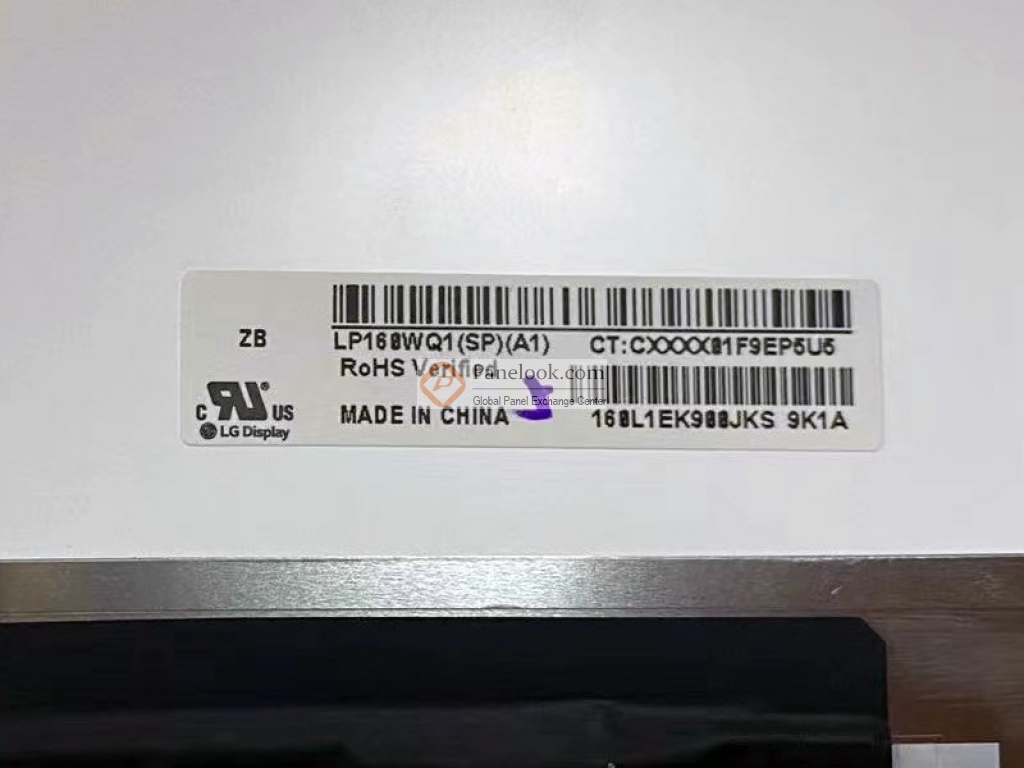 ZB
LP160WQ1(SP)(A1) CT:CXXXX01F9EP5U5
RoHS Verified
Panelook.com
Global Panel Exchange Center
MADE IN CHINA 160L1EK900JKS 9K1A
C US
LG Display